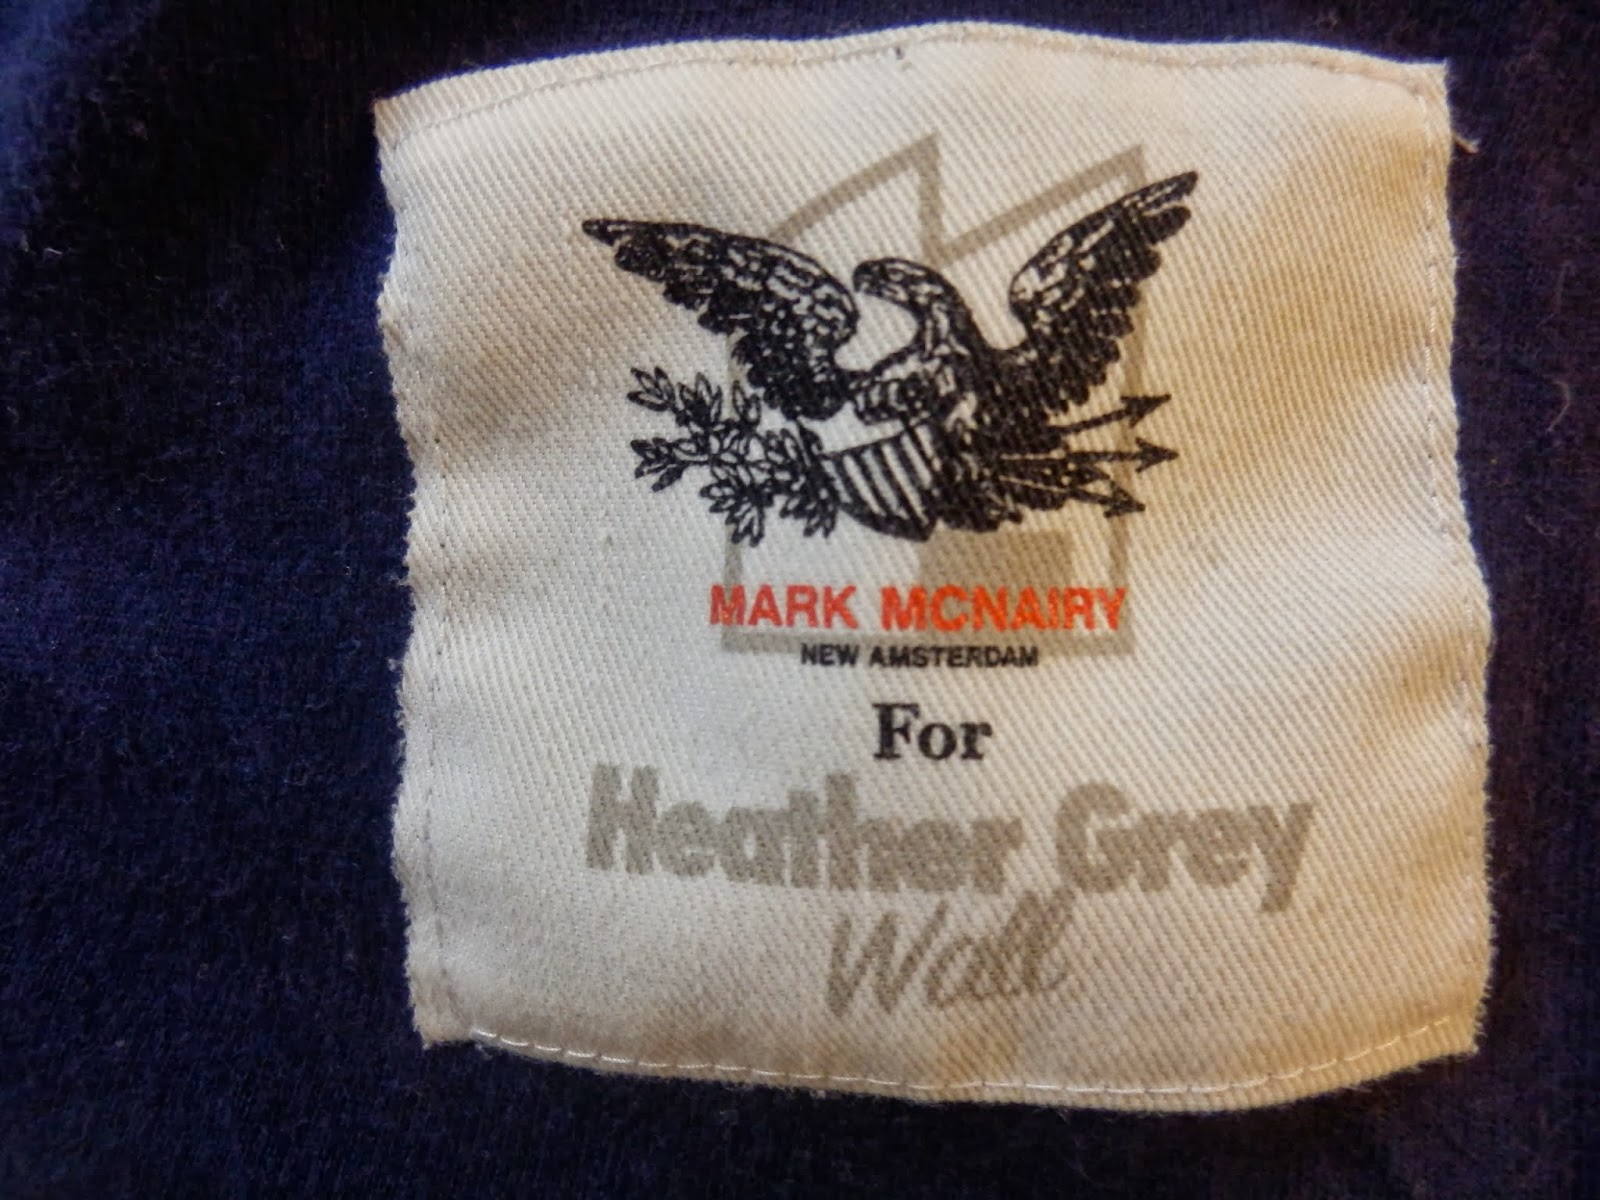 MARK MCNAIRY
NEW AMSTERDAM
For
Heather Grey
Wall